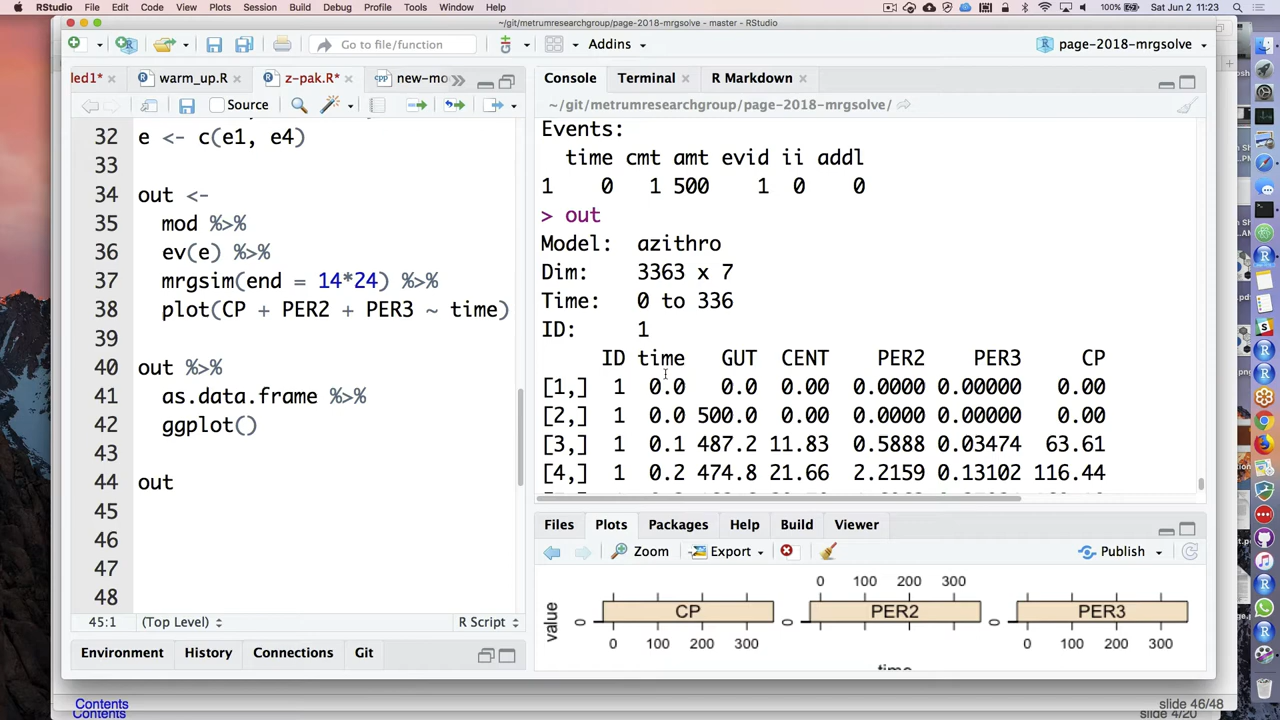 RStudio File Edit Code View Plots Session Build Debug Profile Tools Window Help 100% Sat Jun 2 11:23
~/git/metrumresearchgroup/page-2018-mrgsolve - master - RStudio
Go to file/function Addins page-2018-mrgsolve
led1* warm_up.R z-pak.R* new-mo
Source
32 e <- c(e1, e4)
33
34 out <-
35 mod %>%
36 ev(e) %>%
37 mrgsim(end = 14*24) %>%
38 plot(CP + PER2 + PER3 ~ time)
39
40 out %>%
41 as.data.frame %>%
42 ggplot()
43
44 out
45
46
47
48
45:1 (Top Level) R Script
Environment History Connections Git
Console Terminal R Markdown
~/git/metrumresearchgroup/page-2018-mrgsolve/
Events:
time cmt amt evid ii addl
1 0 1 500 1 0 0
> out
Model: azithro
Dim: 3363 x 7
Time: 0 to 336
ID: 1
ID time GUT CENT PER2 PER3 CP
[1,] 1 0.0 0.0 0.00 0.0000 0.00000 0.00
[2,] 1 0.0 500.0 0.00 0.0000 0.00000 0.00
[3,] 1 0.1 487.2 11.83 0.5888 0.03474 63.61
[4,] 1 0.2 474.8 21.66 2.2159 0.13102 116.44
Files Plots Packages Help Build Viewer
Zoom Export Publish
0 100 200 300
value 0 CP 0 PER2 0 PER3
0 100 200 300 0 100 200 300
time
Contents slide 46/48
Contents slide 4/20